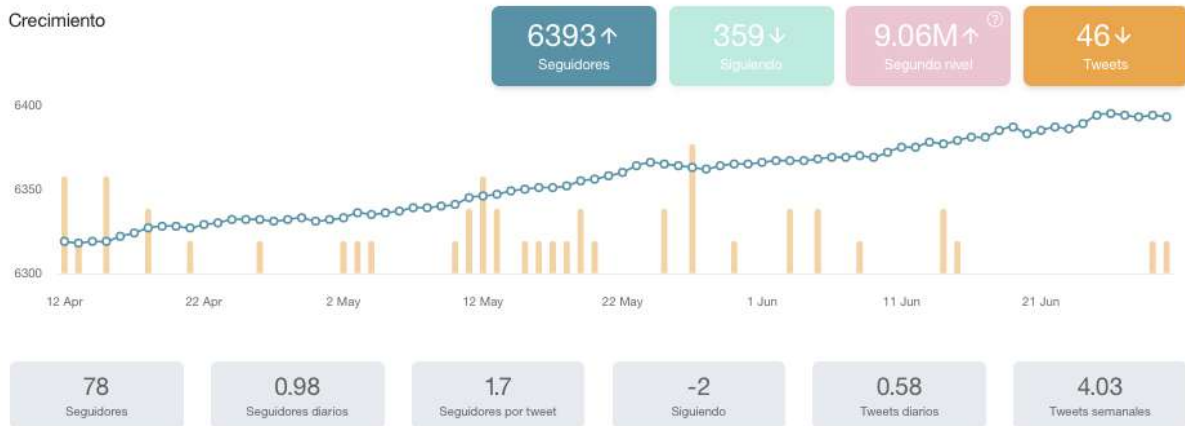 Crecimiento
6393↑
Seguidores
359↓
Siguiendo
9.06M↑
?
Segundo nivel
46↓
Tweets
6400
6350
6300
12 Apr
22 Apr
2 May
12 May
22 May
1 Jun
11 Jun
21 Jun
78
Seguidores
0.98
Seguidores diarios
1.7
Seguidores por tweet
-2
Siguiendo
0.58
Tweets diarios
4.03
Tweets semanales